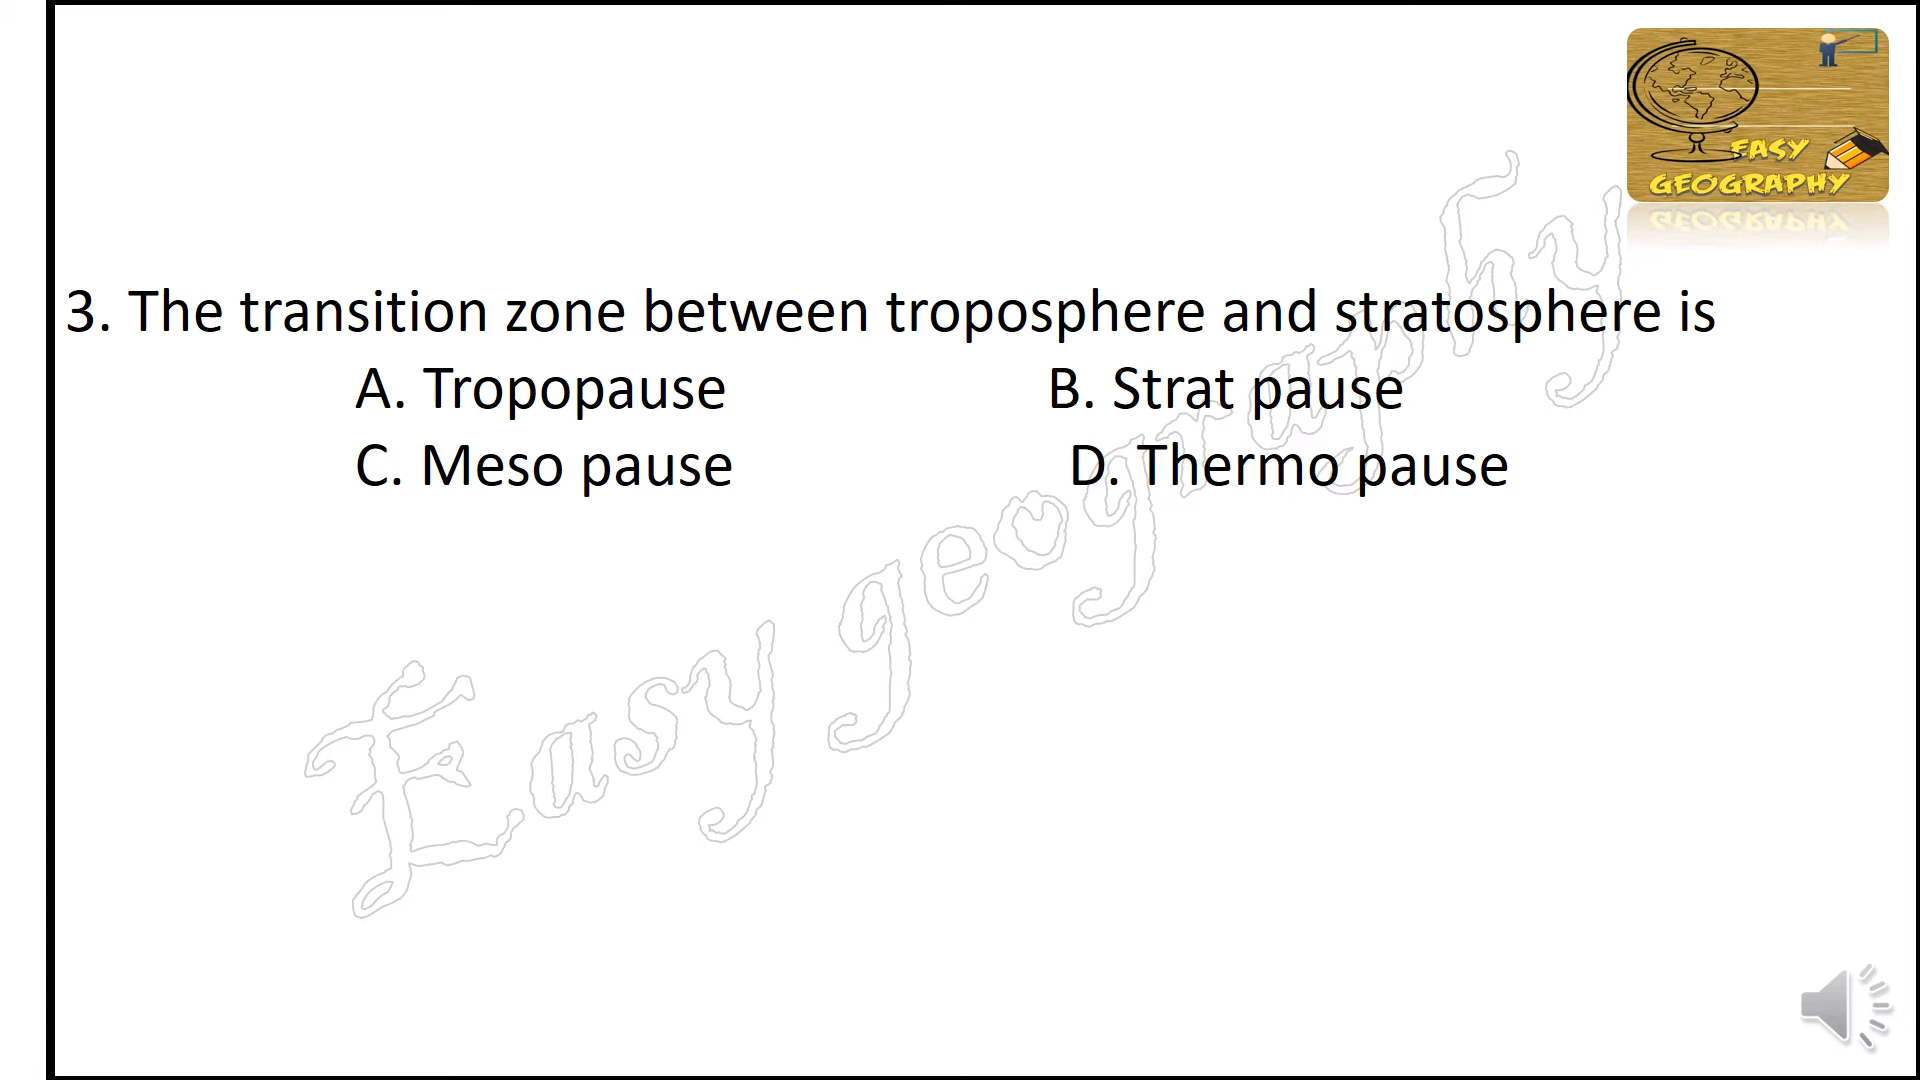 EASY
GEOGRAPHY
3. The transition zone between troposphere and stratosphere is
A. Tropopause B. Strat pause
C. Meso pause D. Thermo pause
Easy geography